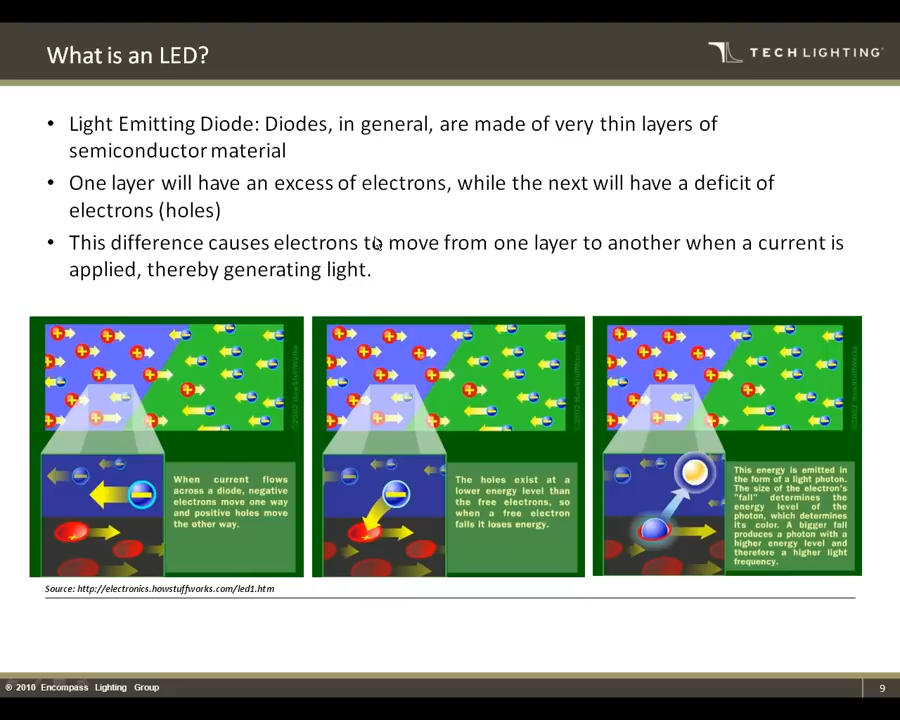 What is an LED?
TECH LIGHTING
• Light Emitting Diode: Diodes, in general, are made of very thin layers of
semiconductor material
• One layer will have an excess of electrons, while the next will have a deficit of
electrons (holes)
• This difference causes electrons to move from one layer to another when a current is
applied, thereby generating light.
©2002 HowStuffWorks
©2002 HowStuffWorks
©2002 HowStuffWorks
When current flows
across a diode, negative
electrons move one way
and positive holes move
the other way.
The holes exist at a
lower energy level than
the free electrons, so
when a free electron
falls it loses energy.
This energy is emitted in
the form of a light photon.
The size of the electron's
"fall" determines the
energy level of the
photon, which determines
its color. A bigger fall
produces a photon with a
higher energy level and
therefore a higher light
frequency.
Source: http://electronics.howstuffworks.com/led1.htm
® 2010 Encompass Lighting Group
9